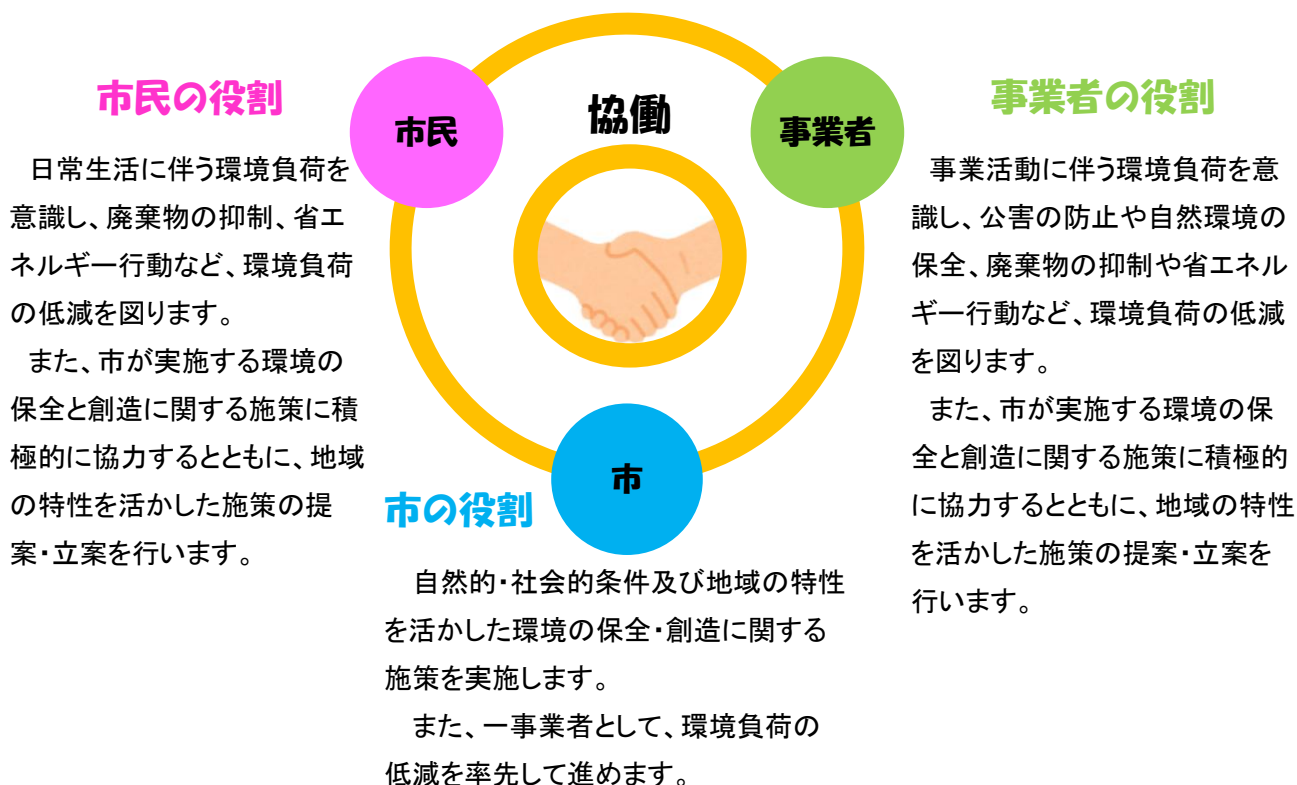 市民の役割
日常生活に伴う環境負荷を
意識し、廃棄物の抑制、省エ
ネルギー行動など、環境負荷
の低減を図ります。
また、市が実施する環境の
保全と創造に関する施策に積
極的に協力するとともに、地域
の特性を活かした施策の提
案・立案を行います。
市民
協働
事業者
市
事業者の役割
事業活動に伴う環境負荷を意
識し、公害の防止や自然環境の
保全、廃棄物の抑制や省エネル
ギー行動など、環境負荷の低減
を図ります。
また、市が実施する環境の保
全と創造に関する施策に積極的
に協力するとともに、地域の特性
を活かした施策の提案・立案を
行います。
市の役割
自然的・社会的条件及び地域の特性
を活かした環境の保全・創造に関する
施策を実施します。
また、一事業者として、環境負荷の
低減を率先して進めます。